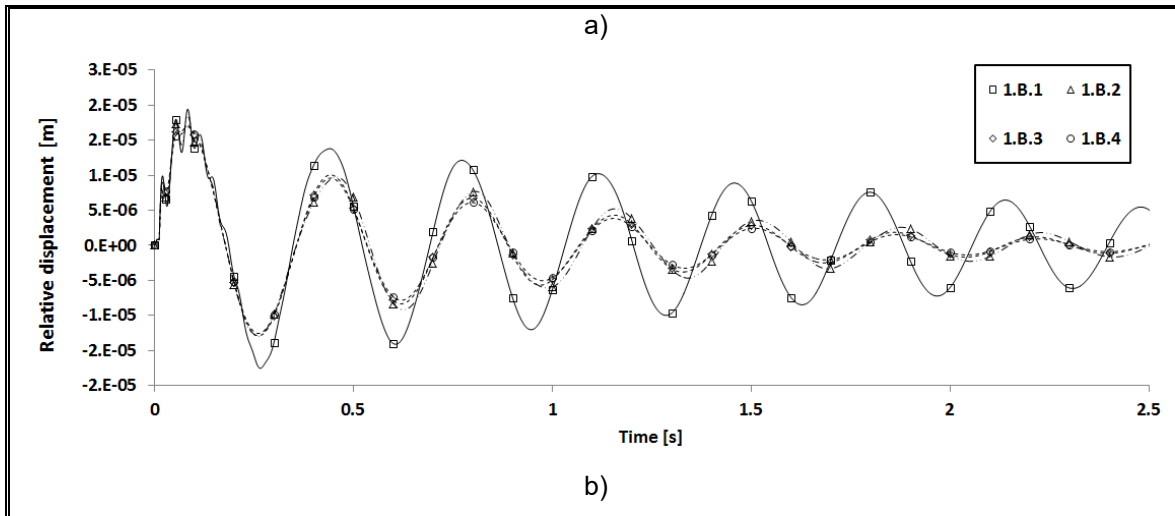 a)
3.E-05
2.E-05
2.E-05
1.E-05
5.E-06
0.E+00
-5.E-06
-1.E-05
-2.E-05
-2.E-05
Relative displacement [m]
1.B.1 1.B.2
1.B.3 1.B.4
0 0.5 1 1.5 2 2.5
Time [s]
b)